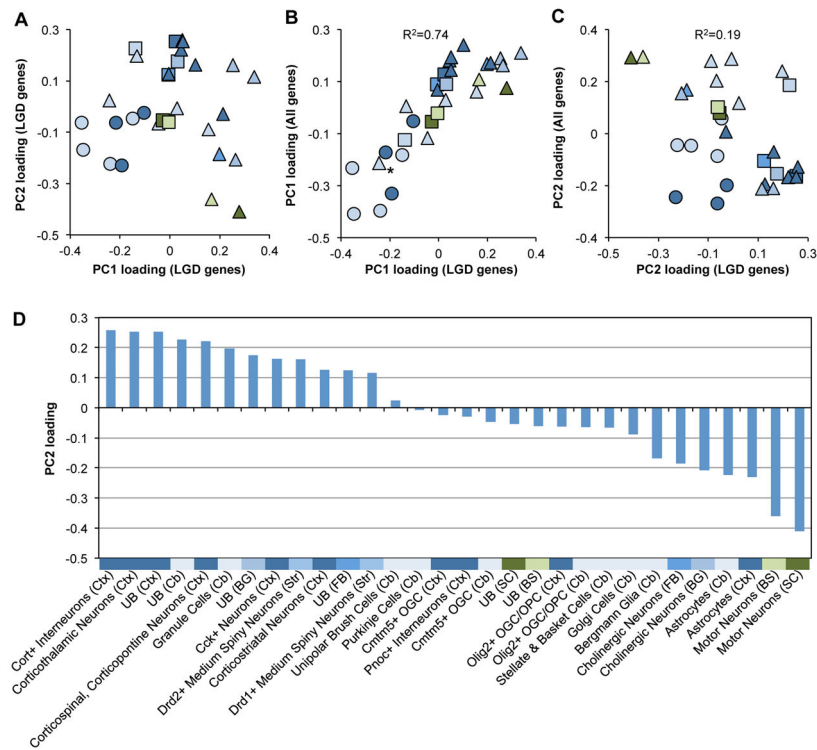 A
PC2 loading (LGD genes)
0.4
0.2
0
-0.1
-0.3
-0.5
-0.4 -0.2 0 0.2 0.4
PC1 loading (LGD genes)
B
R²=0.74
PC1 loading (All genes)
0.3
0.1
-0.1
-0.3
-0.5
*
-0.4 -0.2 0 0.2 0.4
PC1 loading (LGD genes)
C
R²=0.19
PC2 loading (All genes)
0.4
0.2
0
-0.2
-0.4
-0.5 -0.3 -0.1 0.1 0.3
PC2 loading (LGD genes)
D
PC2 loading
0.3
0.2
0.1
0
-0.1
-0.2
-0.3
-0.4
-0.5
Cort+ Interneurons (Ctx)
Corticothalamic Neurons (Ctx)
UB (Ctx)
UB (Cb)
Corticospinal, Corticopontine Neurons (Ctx)
Granule Cells (Cb)
UB (BG)
Cck+ Neurons (Ctx)
Drd2+ Medium Spiny Neurons (Str)
Corticostriatal Neurons (Ctx)
UB (FB)
Drd1+ Medium Spiny Neurons (Str)
Unipolar Brush Cells (Cb)
Purkinje Cells (Cb)
Cmtm5+ OGC (Ctx)
Pnoc+ Interneurons (Ctx)
Cmtm5+ OGC (Cb)
UB (SC)
UB (BS)
Olig2+ OGC/OPC (Ctx)
Olig2+ OGC/OPC (Cb)
Stellate & Basket Cells (Cb)
Golgi Cells (Cb)
Bergmann Glia (Cb)
Cholinergic Neurons (FB)
Cholinergic Neurons (BG)
Astrocytes (Cb)
Astrocytes (Ctx)
Motor Neurons (BS)
Motor Neurons (SC)